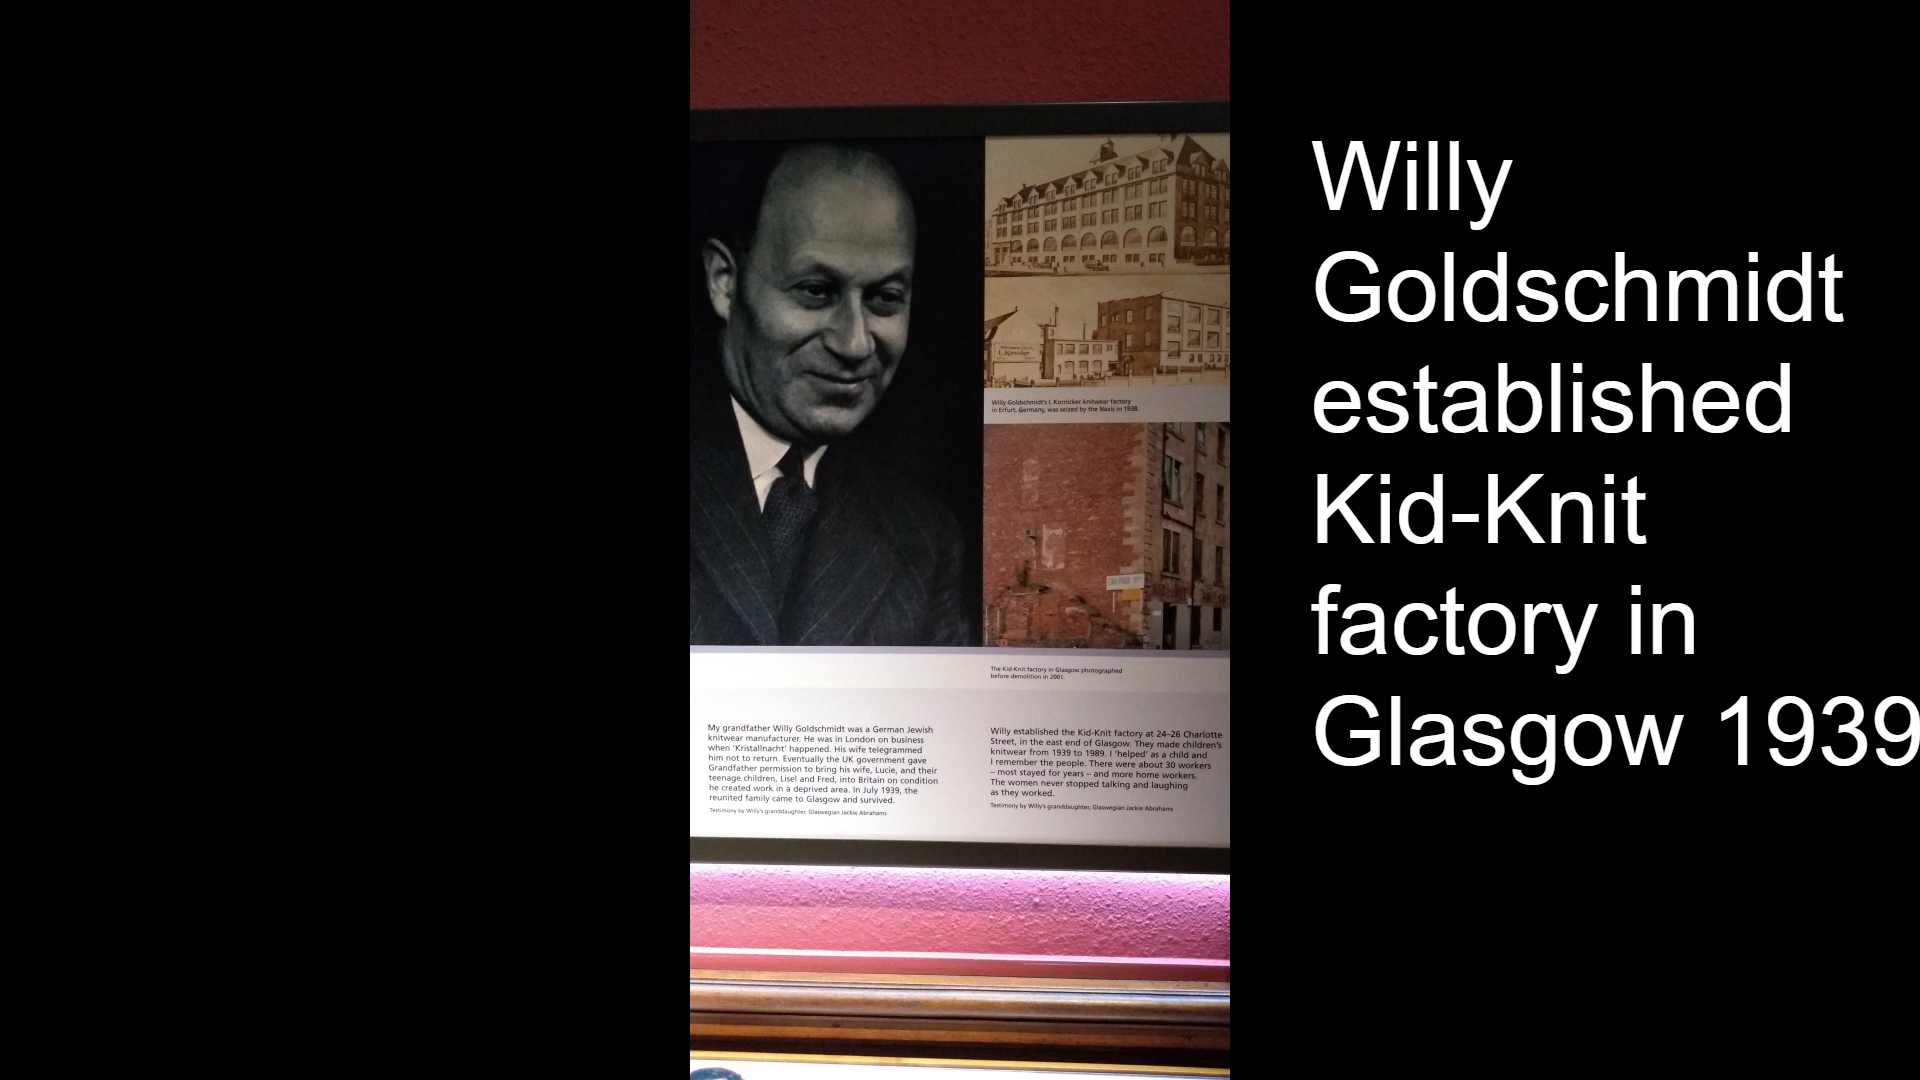 Willy
Goldschmidt
established
Kid-Knit
factory in
Glasgow 1939
L. Kornicker
Willy Goldschmidt's L Kornicker knitwear factory
in Erfurt, Germany, was seized by the Nazis in 1938.
The Kid-Knit factory in Glasgow photographed
before demolition in 2001.
My grandfather Willy Goldschmidt was a German Jewish
knitwear manufacturer. He was in London on business
when 'Kristallnacht' happened. His wife telegrammed
him not to return. Eventually the UK government gave
Grandfather permission to bring his wife, Lucie, and their
teenage children, Lisel and Fred, into Britain on condition
he created work in a deprived area. In July 1939, the
reunited family came to Glasgow and survived.
Testimony by Willy's granddaughter, Glaswegian Jackie Abrahams
Willy established the Kid-Knit factory at 24–26 Charlotte
Street, in the east end of Glasgow. They made children's
knitwear from 1939 to 1989. I 'helped' as a child and
I remember the people. There were about 30 workers
– most stayed for years – and more home workers.
The women never stopped talking and laughing
as they worked.
Testimony by Willy's granddaughter, Glaswegian Jackie Abrahams